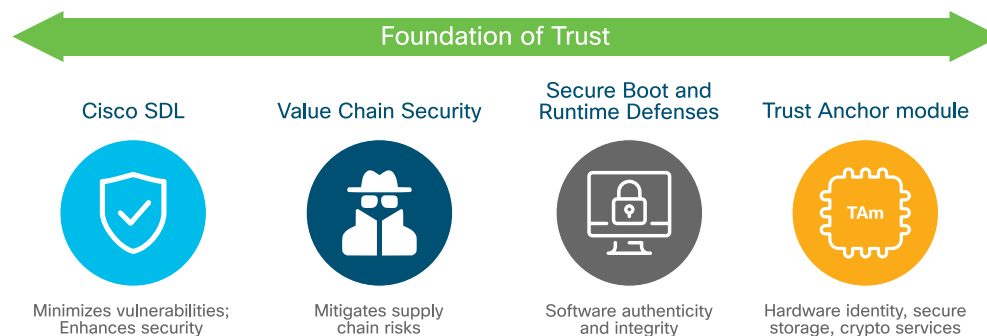 Foundation of Trust
Cisco SDL
Value Chain Security
Secure Boot and
Runtime Defenses
Trust Anchor module
TAm
Minimizes vulnerabilities;
Enhances security
Mitigates supply
chain risks
Software authenticity
and integrity
Hardware identity, secure
storage, crypto services